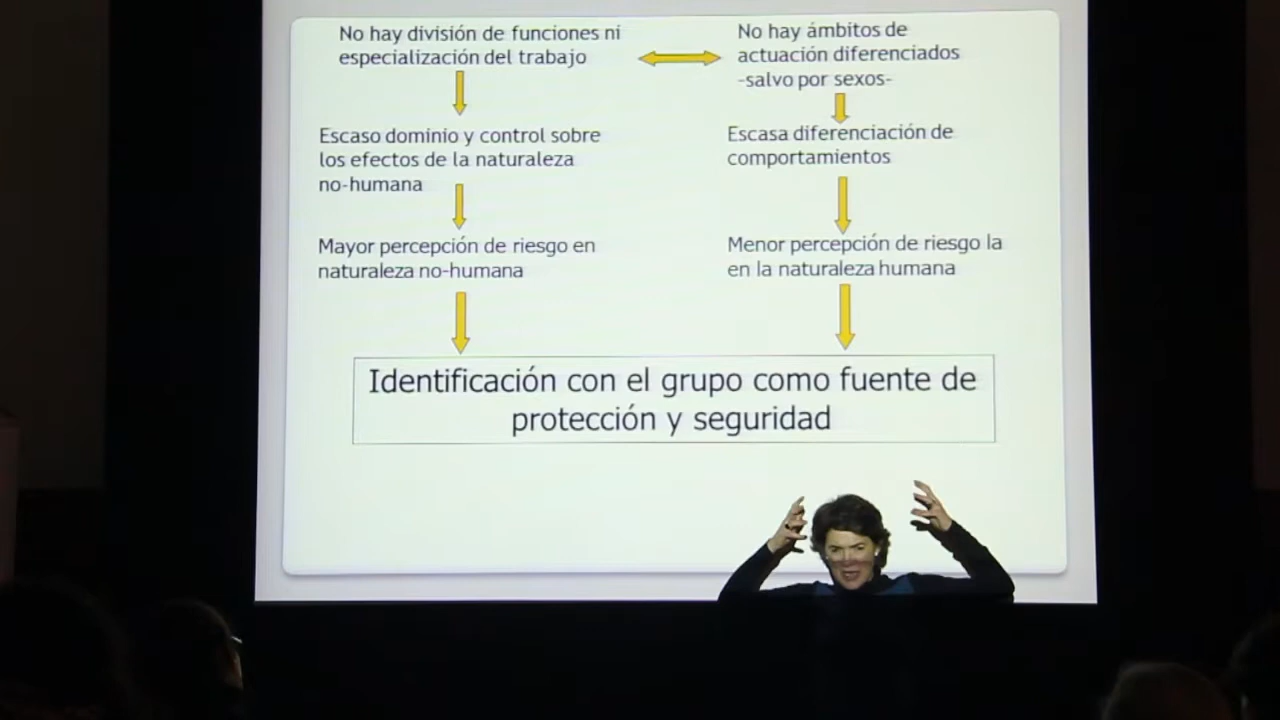 No hay división de funciones ni
especialización del trabajo
No hay ámbitos de
actuación diferenciados
-salvo por sexos-
Escaso dominio y control sobre
los efectos de la naturaleza
no-humana
Escasa diferenciación de
comportamientos
Mayor percepción de riesgo en
naturaleza no-humana
Menor percepción de riesgo la
en la naturaleza humana
Identificación con el grupo como fuente de
protección y seguridad